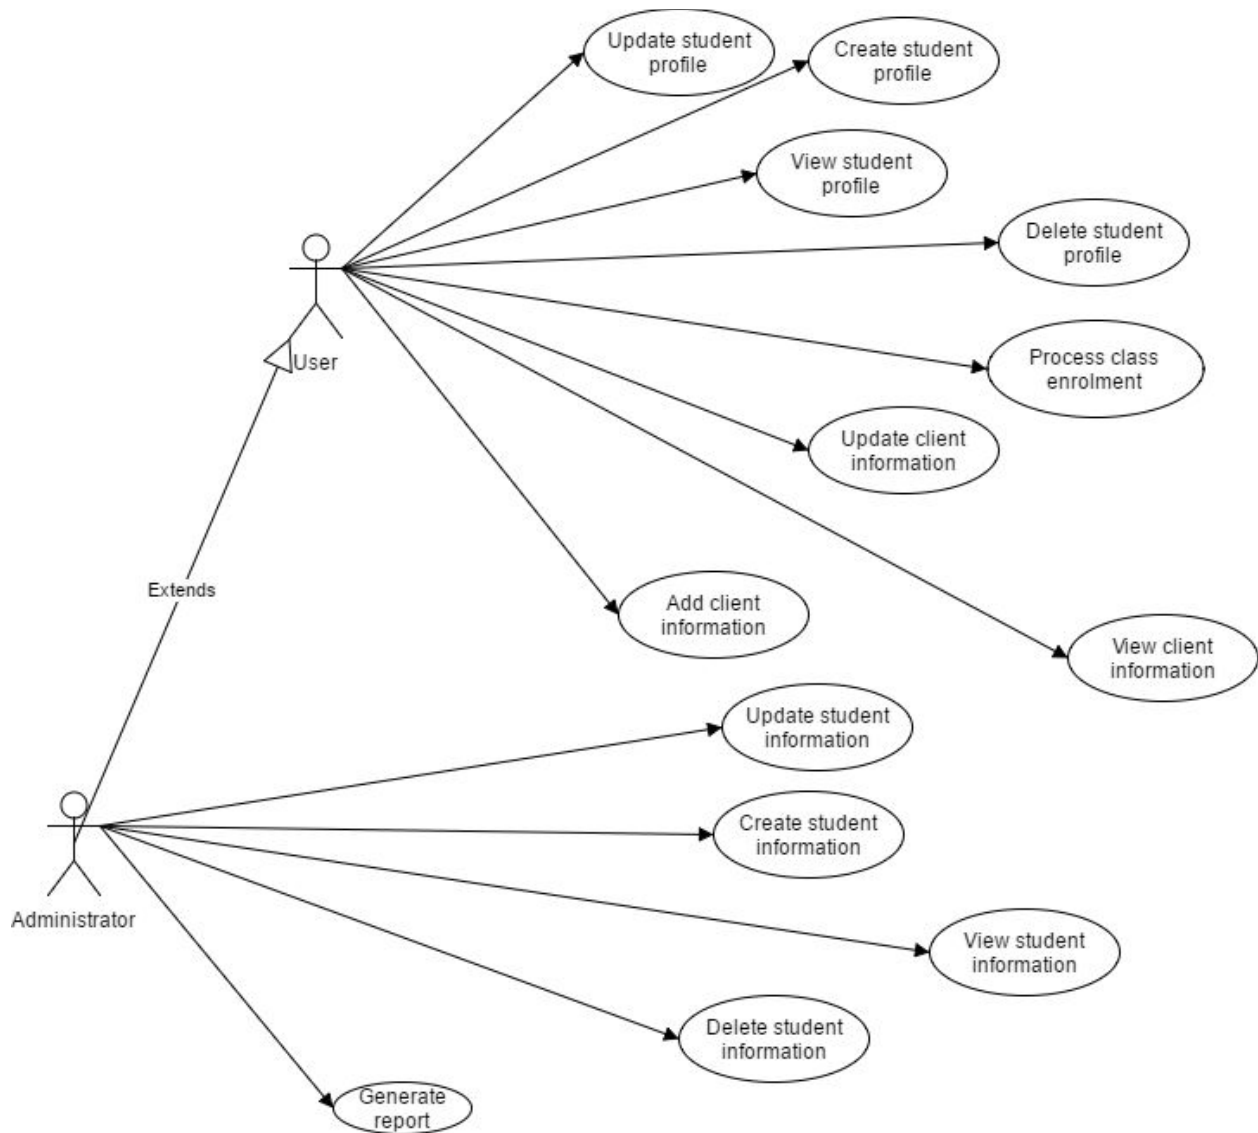 Update student
profile
Create student
profile
View student
profile
Delete student
profile
User
Process class
enrolment
Update client
information
Extends
Add client
information
View client
information
Update student
information
Create student
information
Administrator
View student
information
Delete student
information
Generate
report